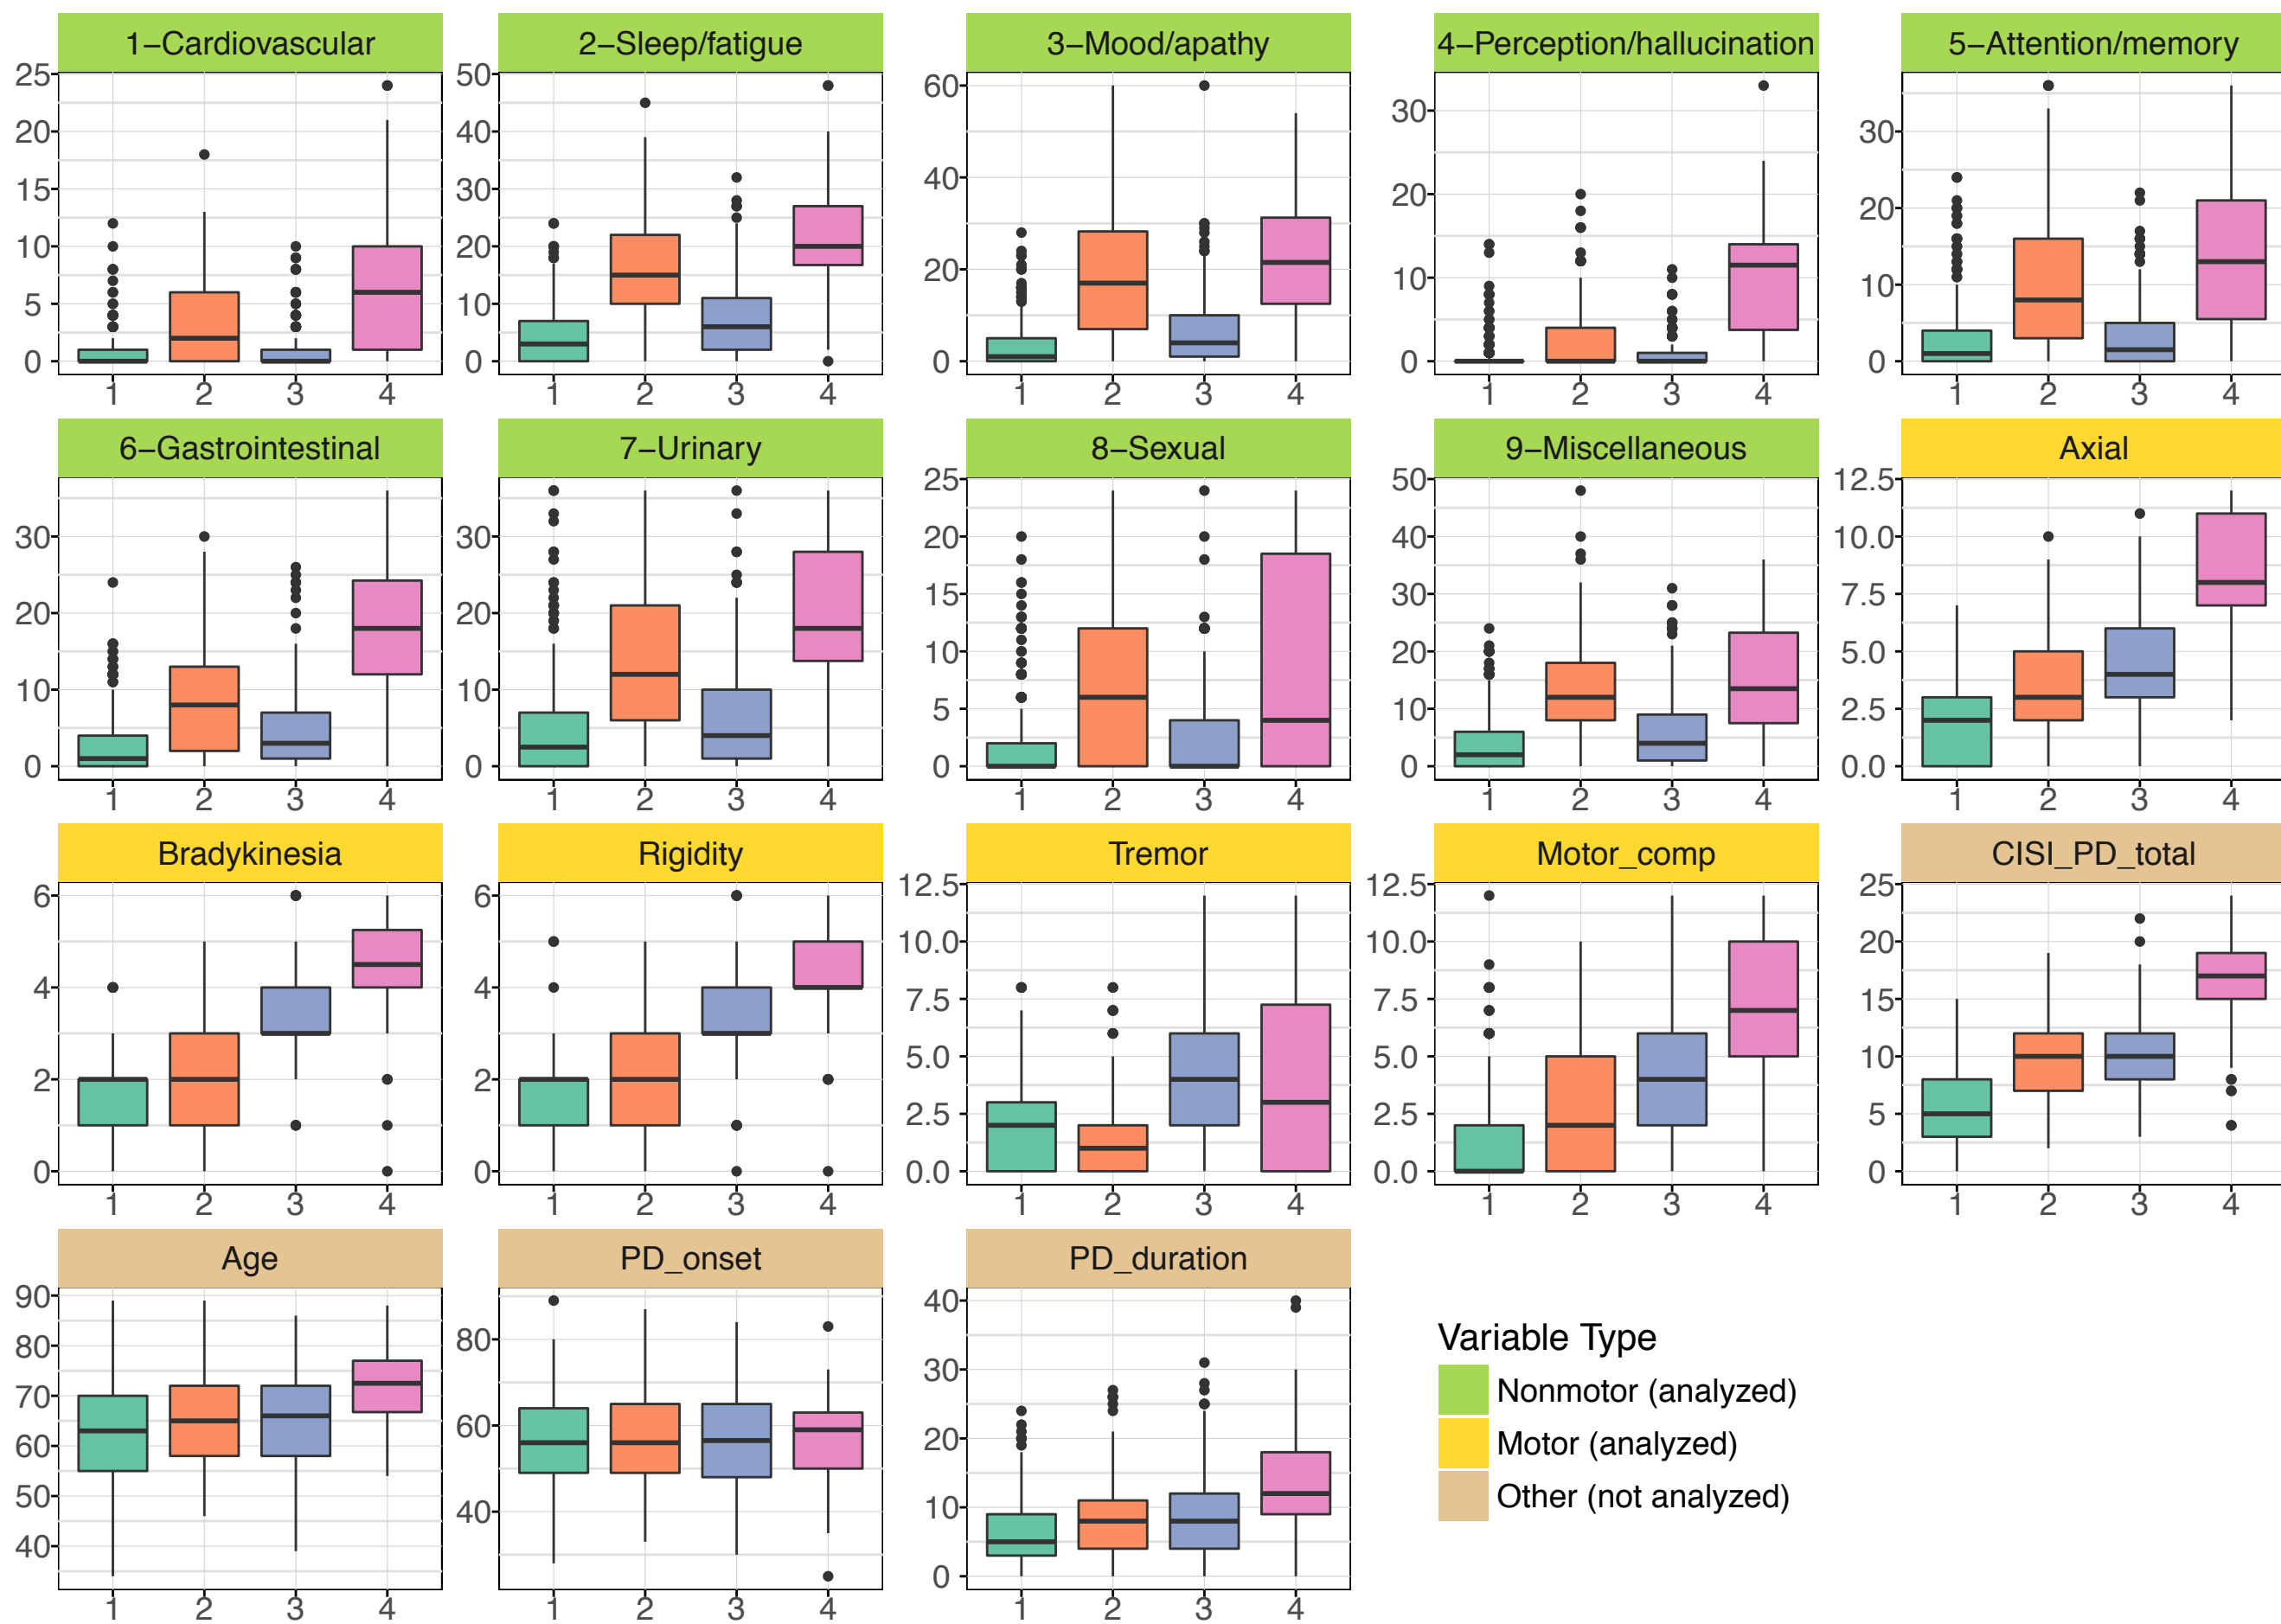 1−Cardiovascular
2−Sleep/fatigue
3−Mood/apathy
4−Perception/hallucination
5−Attention/memory
25
20
15
10
5
0
50
40
30
20
10
0
60
40
20
0
30
20
10
0
30
20
10
0
1 2 3 4
1 2 3 4
1 2 3 4
1 2 3 4
1 2 3 4
6−Gastrointestinal
7−Urinary
8−Sexual
9−Miscellaneous
Axial
30
20
10
0
30
20
10
0
25
20
15
10
5
0
50
40
30
20
10
0
12.5
10.0
7.5
5.0
2.5
0.0
1 2 3 4
1 2 3 4
1 2 3 4
1 2 3 4
1 2 3 4
Bradykinesia
Rigidity
Tremor
Motor_comp
CISI_PD_total
6
4
2
0
6
4
2
0
12.5
10.0
7.5
5.0
2.5
0.0
12.5
10.0
7.5
5.0
2.5
0.0
25
20
15
10
5
0
1 2 3 4
1 2 3 4
1 2 3 4
1 2 3 4
1 2 3 4
Age
PD_onset
PD_duration
90
80
70
60
50
40
80
60
40
40
30
20
10
0
1 2 3 4
1 2 3 4
1 2 3 4
Variable Type
Nonmotor (analyzed)
Motor (analyzed)
Other (not analyzed)